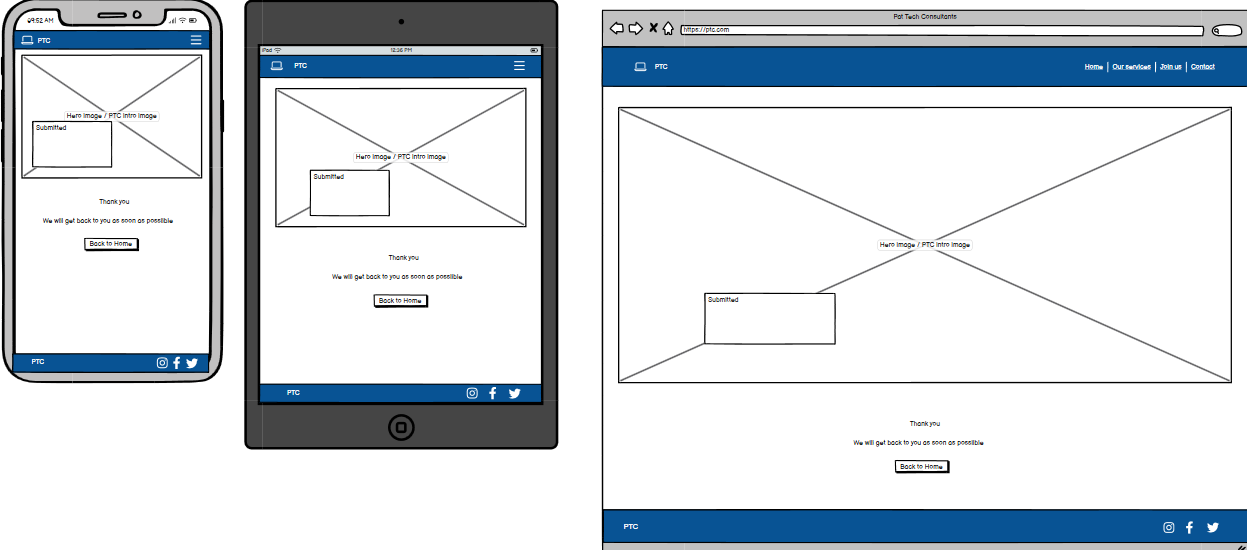 09:52 AM
PTC
Hero image / PTC intro image
Submitted
Thank you
We will get back to you as soon as possible
Back to Home
PTC
iPad
12:36 PM
PTC
Hero image / PTC intro image
Submitted
Thank you
We will get back to you as soon as possible
Back to Home
PTC
Pat Tech Consultants
https://ptc.com
PTC
Home | Our services | Join us | Contact
Hero image / PTC intro image
Submitted
Thank you
We will get back to you as soon as possible
Back to Home
PTC